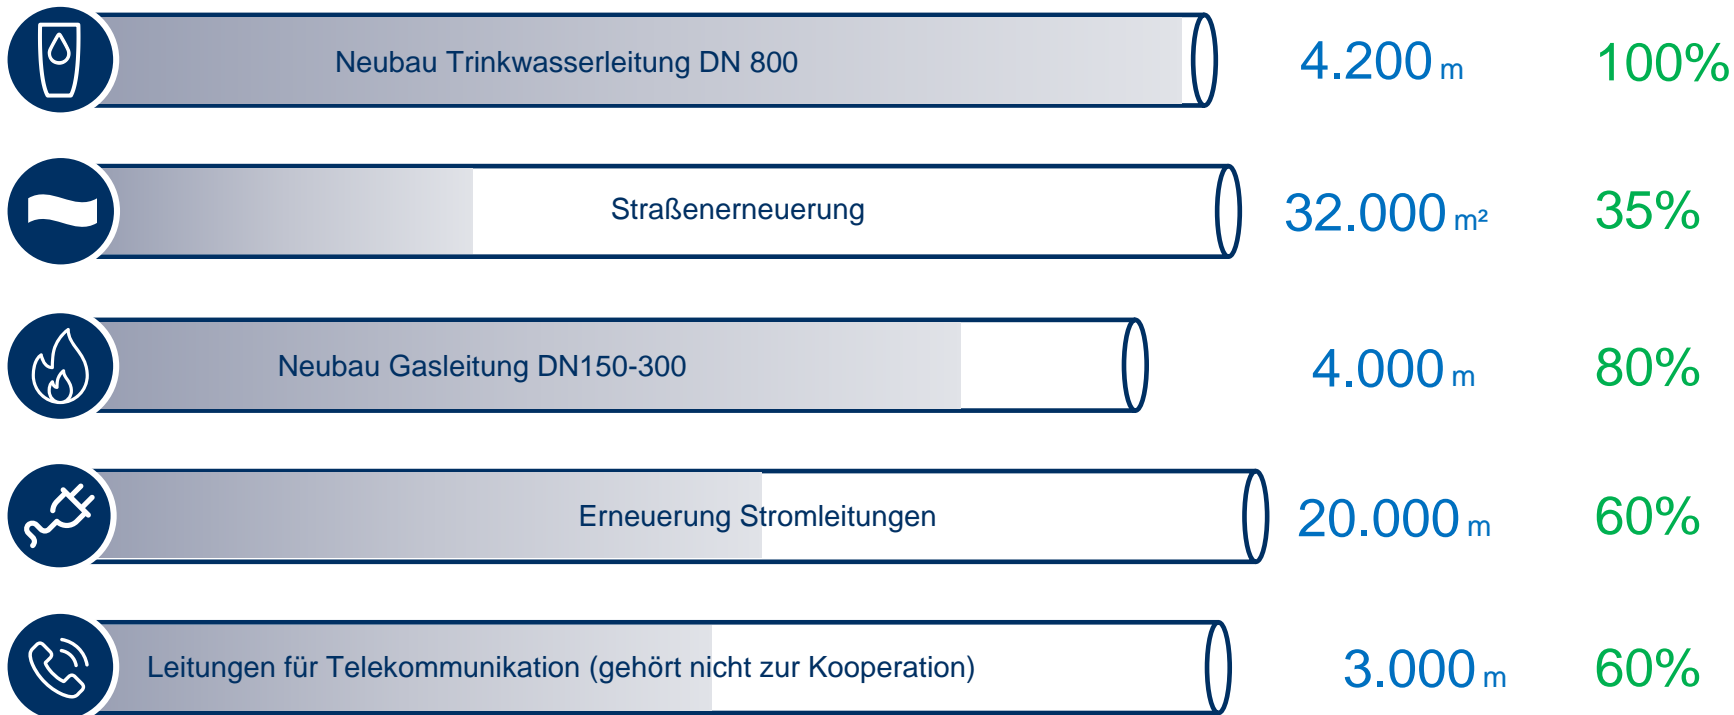 Neubau Trinkwasserleitung DN 800 4.200 m 100%
Straßenerneuerung 32.000 m² 35%
Neubau Gasleitung DN150-300 4.000 m 80%
Erneuerung Stromleitungen 20.000 m 60%
Leitungen für Telekommunikation (gehört nicht zur Kooperation) 3.000 m 60%